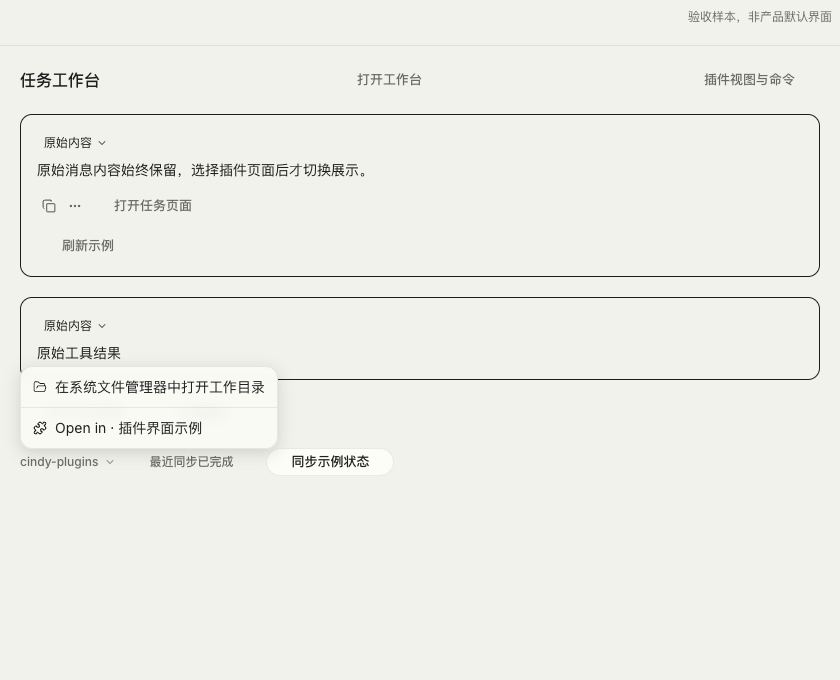 验收样本，非产品默认界面
任务工作台 打开工作台 插件视图与命令
原始内容
原始消息内容始终保留，选择插件页面后才切换展示。
打开任务页面
刷新示例
原始内容
原始工具结果
在系统文件管理器中打开工作目录
Open in · 插件界面示例
cindy-plugins 最近同步已完成 同步示例状态